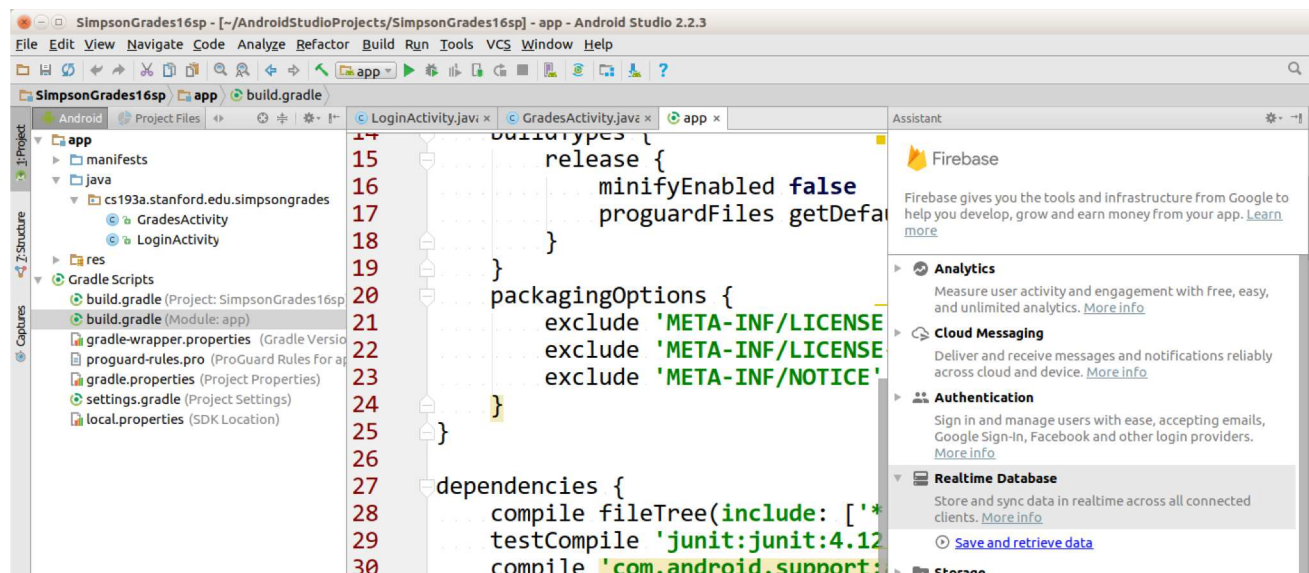 SimpsonGrades16sp - [~/AndroidStudioProjects/SimpsonGrades16sp] - app - Android Studio 2.2.3
File Edit View Navigate Code Analyze Refactor Build Run Tools VCS Window Help
app
SimpsonGrades16sp app build.gradle
Android Project Files
1: Project
7: Structure
Captures
app
manifests
java
cs193a.stanford.edu.simpsongrades
GradesActivity
LoginActivity
res
Gradle Scripts
build.gradle (Project: SimpsonGrades16sp
build.gradle (Module: app)
gradle-wrapper.properties (Gradle Versio
proguard-rules.pro (ProGuard Rules for ap
gradle.properties (Project Properties)
settings.gradle (Project Settings)
local.properties (SDK Location)
LoginActivity.java GradesActivity.java app
14 buildTypes {
15 release {
16 minifyEnabled false
17 proguardFiles getDefau
18 }
19 }
20 packagingOptions {
21 exclude 'META-INF/LICENSE
22 exclude 'META-INF/LICENSE-
23 exclude 'META-INF/NOTICE'
24 }
25 }
26
27 dependencies {
28 compile fileTree(include: ['*
29 testCompile 'junit:junit:4.12
30 compile 'com.android.support:
Assistant
Firebase
Firebase gives you the tools and infrastructure from Google to
help you develop, grow and earn money from your app. Learn
more
Analytics
Measure user activity and engagement with free, easy,
and unlimited analytics. More info
Cloud Messaging
Deliver and receive messages and notifications reliably
across cloud and device. More info
Authentication
Sign in and manage users with ease, accepting emails,
Google Sign-In, Facebook and other login providers.
More info
Realtime Database
Store and sync data in realtime across all connected
clients. More info
Save and retrieve data
Storage